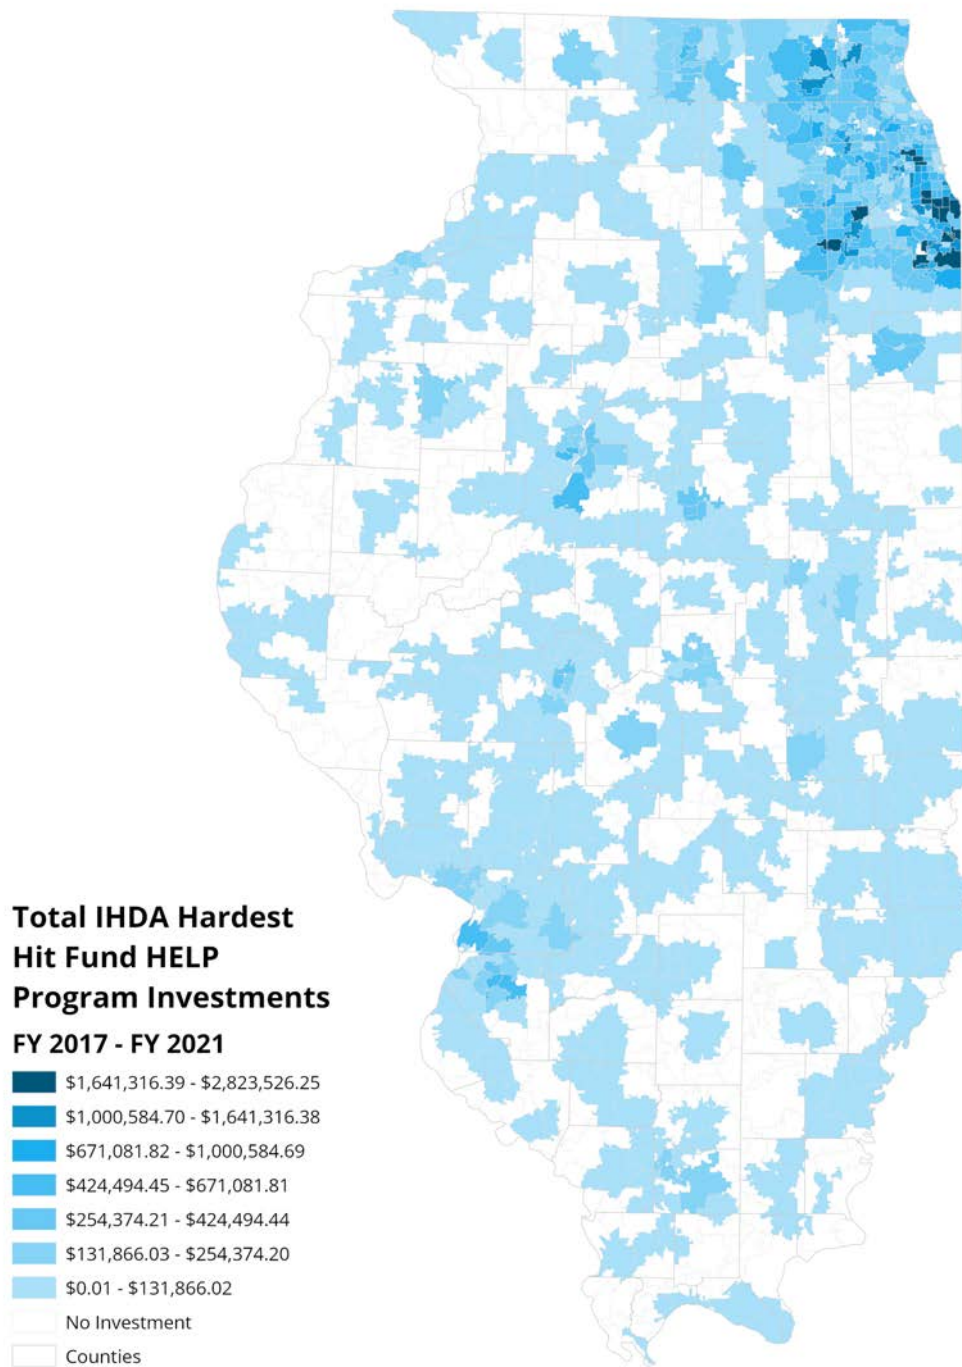 Total IHDA Hardest
Hit Fund HELP
Program Investments
FY 2017 - FY 2021
$1,641,316.39 - $2,823,526.25
$1,000,584.70 - $1,641,316.38
$671,081.82 - $1,000,584.69
$424,494.45 - $671,081.81
$254,374.21 - $424,494.44
$131,866.03 - $254,374.20
$0.01 - $131,866.02
No Investment
Counties